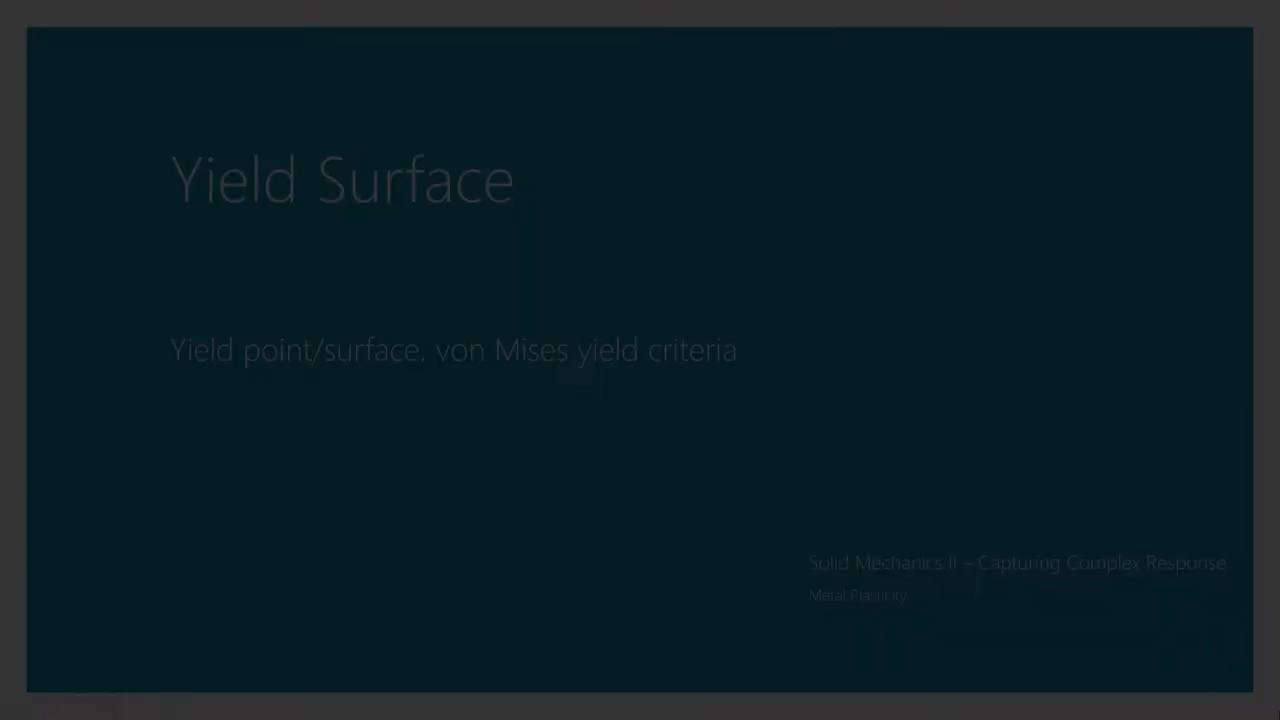 Yield Surface
Yield point/surface, von Mises yield criteria
Solid Mechanics II – Capturing Complex Response
Metal Plasticity